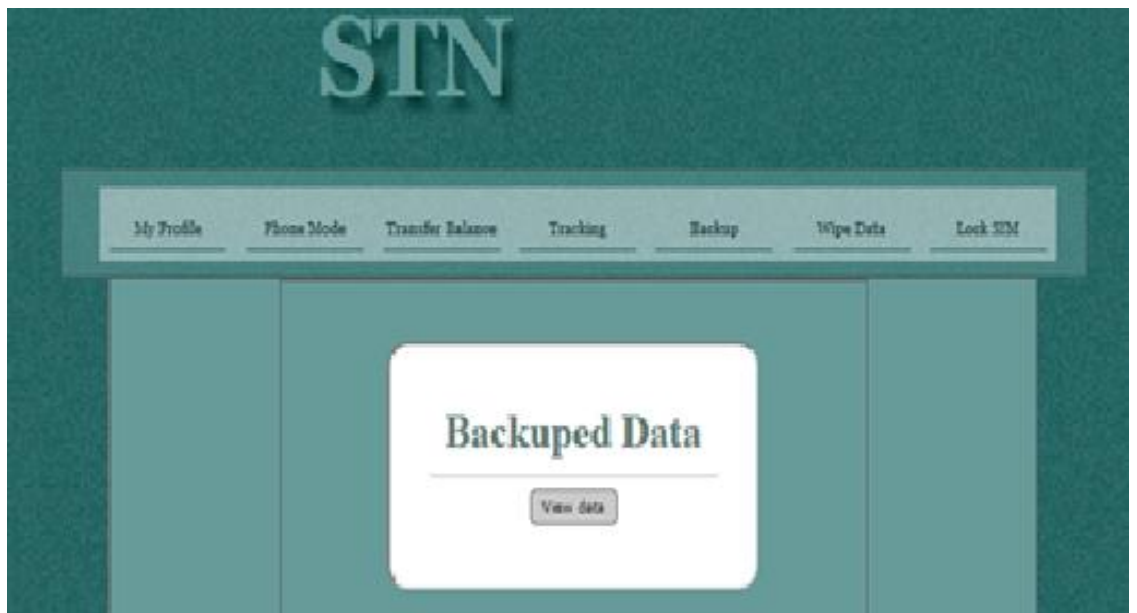 STN
My Profile Phone Mode Transfer Balance Tracking Backup Wipe Data Lock SIM
Backuped Data
View data